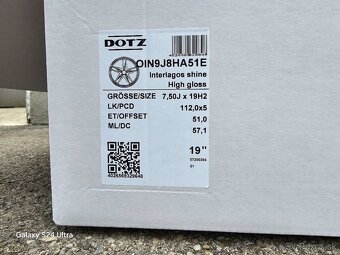 DOTZ
OIN9J8HA51E
Interlagos shine
High gloss
GRÖSSE/SIZE 7,50J x 19H2
LK/PCD 112,0x5
ET/OFFSET 51,0
ML/DC 57,1
19"
Galaxy S24 Ultra